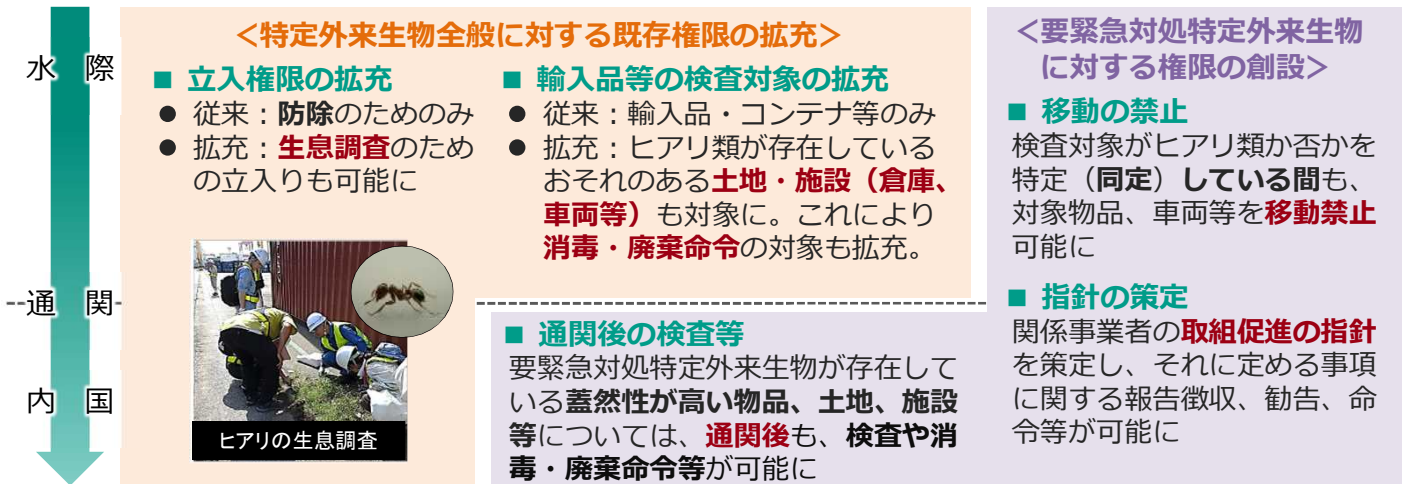 水 際
--通 関-
内 国
＜特定外来生物全般に対する既存権限の拡充＞
■ 立入権限の拡充
● 従来：防除のためのみ
● 拡充：生息調査のため
の立入りも可能に
ヒアリの生息調査
■ 輸入品等の検査対象の拡充
● 従来：輸入品・コンテナ等のみ
● 拡充：ヒアリ類が存在している
おそれのある土地・施設（倉庫、
車両等）も対象に。これにより
消毒・廃棄命令の対象も拡充。
■ 通関後の検査等
要緊急対処特定外来生物が存在して
いる蓋然性が高い物品、土地、施設
等については、通関後も、検査や消
毒・廃棄命令等が可能に
＜要緊急対処特定外来生物
に対する権限の創設＞
■ 移動の禁止
検査対象がヒアリ類か否かを
特定（同定）している間も、
対象物品、車両等を移動禁止
可能に
■ 指針の策定
関係事業者の取組促進の指針
を策定し、それに定める事項
に関する報告徴収、勧告、命
令等が可能に